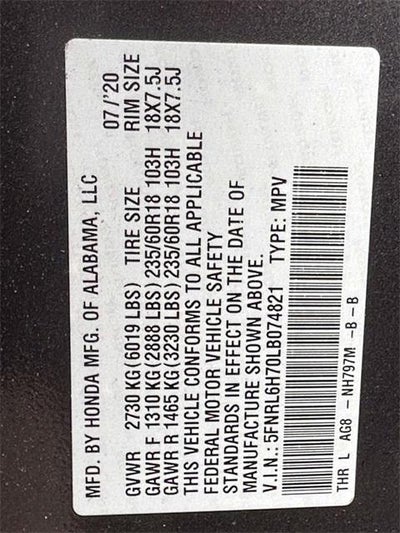 MFD. BY HONDA MFG. OF ALABAMA, LLC 07/'20
GVWR 2730 KG (6019 LBS) TIRE SIZE RIM SIZE
GAWR F 1310 KG (2888 LBS) 235/60R18 103H 18X7.5J
GAWR R 1465 KG (3230 LBS) 235/60R18 103H 18X7.5J
THIS VEHICLE CONFORMS TO ALL APPLICABLE
FEDERAL MOTOR VEHICLE SAFETY
STANDARDS IN EFFECT ON THE DATE OF
MANUFACTURE SHOWN ABOVE.
V.I.N.: 5FNRL6H70LB074821 TYPE: MPV
THR L AG8 - NH797M -B -B